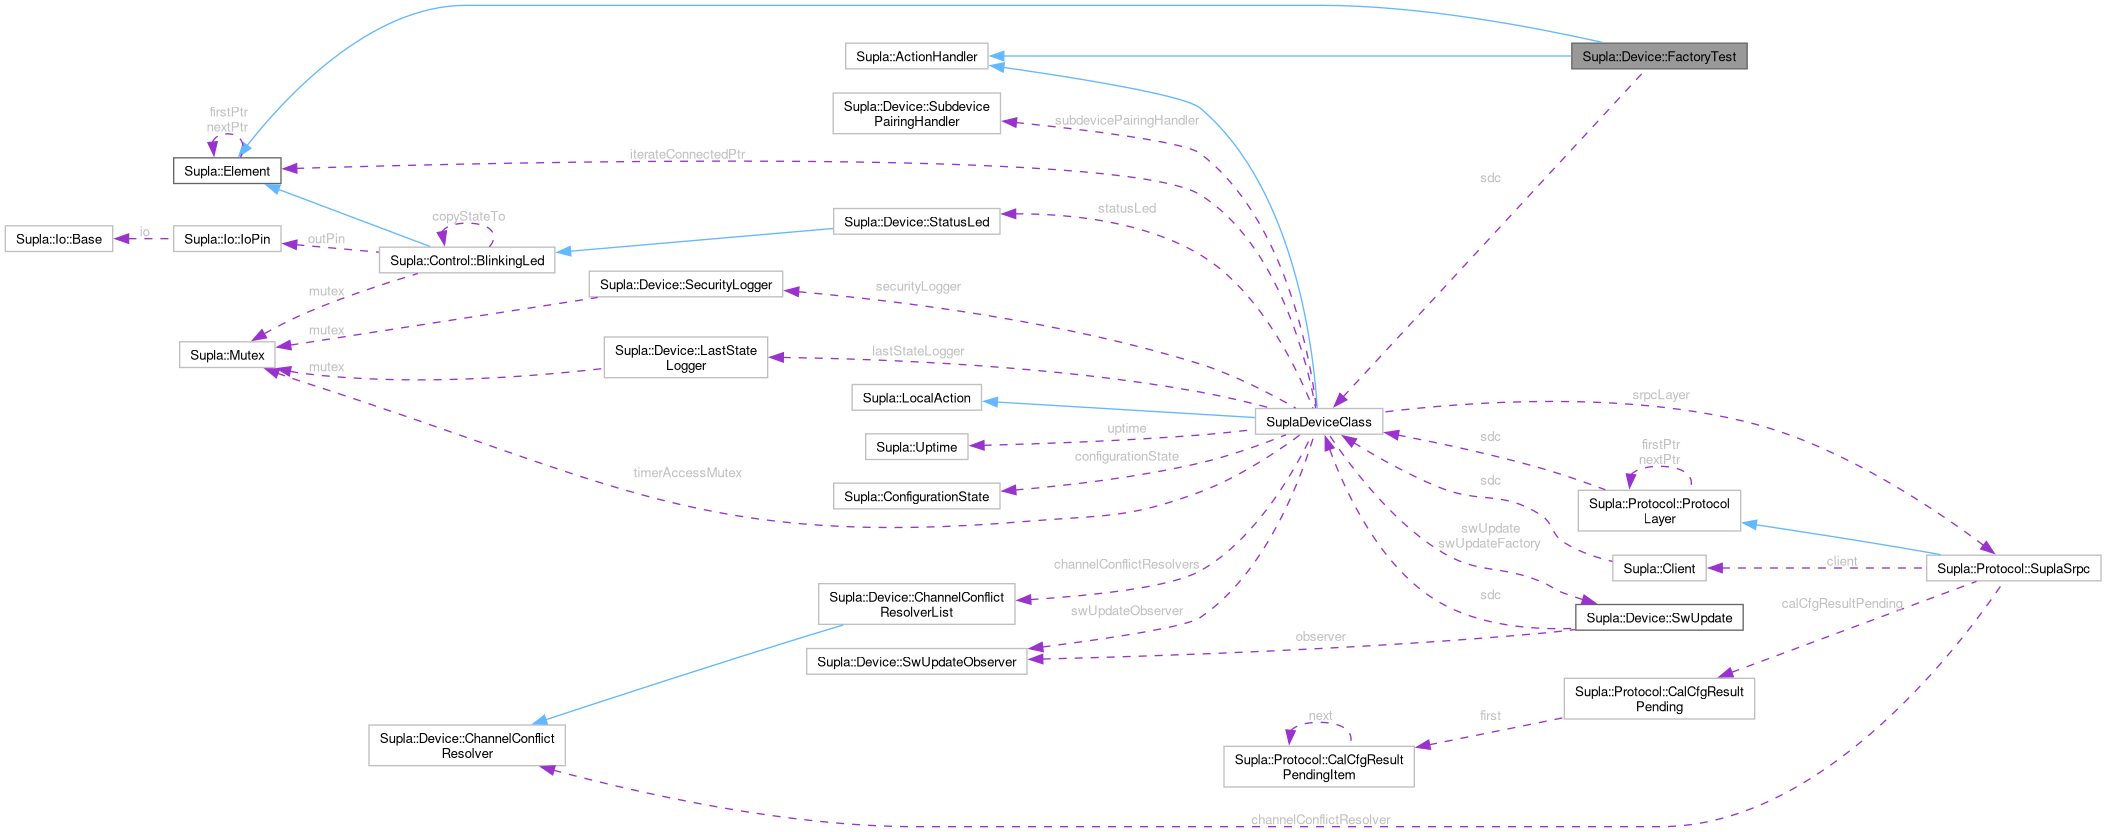 Supla::ActionHandler
Supla::Device::FactoryTest
Supla::Device::Subdevice
PairingHandler
subdevicePairingHandler
firstPtr
nextPtr
iterateConnectedPtr
Supla::Element
sdc
copyStateTo
statusLed
Supla::Device::StatusLed
Supla::Io::Base
io
Supla::Io::IoPin
outPin
Supla::Control::BlinkingLed
mutex
Supla::Device::SecurityLogger
securityLogger
mutex
Supla::Mutex
Supla::Device::LastState
Logger
lastStateLogger
mutex
Supla::LocalAction
srpcLayer
SuplaDeviceClass
uptime
Supla::Uptime
sdc
firstPtr
nextPtr
configurationState
timerAccessMutex
sdc
Supla::ConfigurationState
Supla::Protocol::Protocol
Layer
swUpdate
swUpdateFactory
channelConflictResolvers
Supla::Client
client
Supla::Protocol::SuplaSrpc
Supla::Device::ChannelConflict
ResolverList
sdc
swUpdateObserver
calCfgResultPending
Supla::Device::SwUpdate
observer
Supla::Device::SwUpdateObserver
Supla::Protocol::CalCfgResult
Pending
next
first
Supla::Device::ChannelConflict
Resolver
Supla::Protocol::CalCfgResult
PendingItem
channelConflictResolver